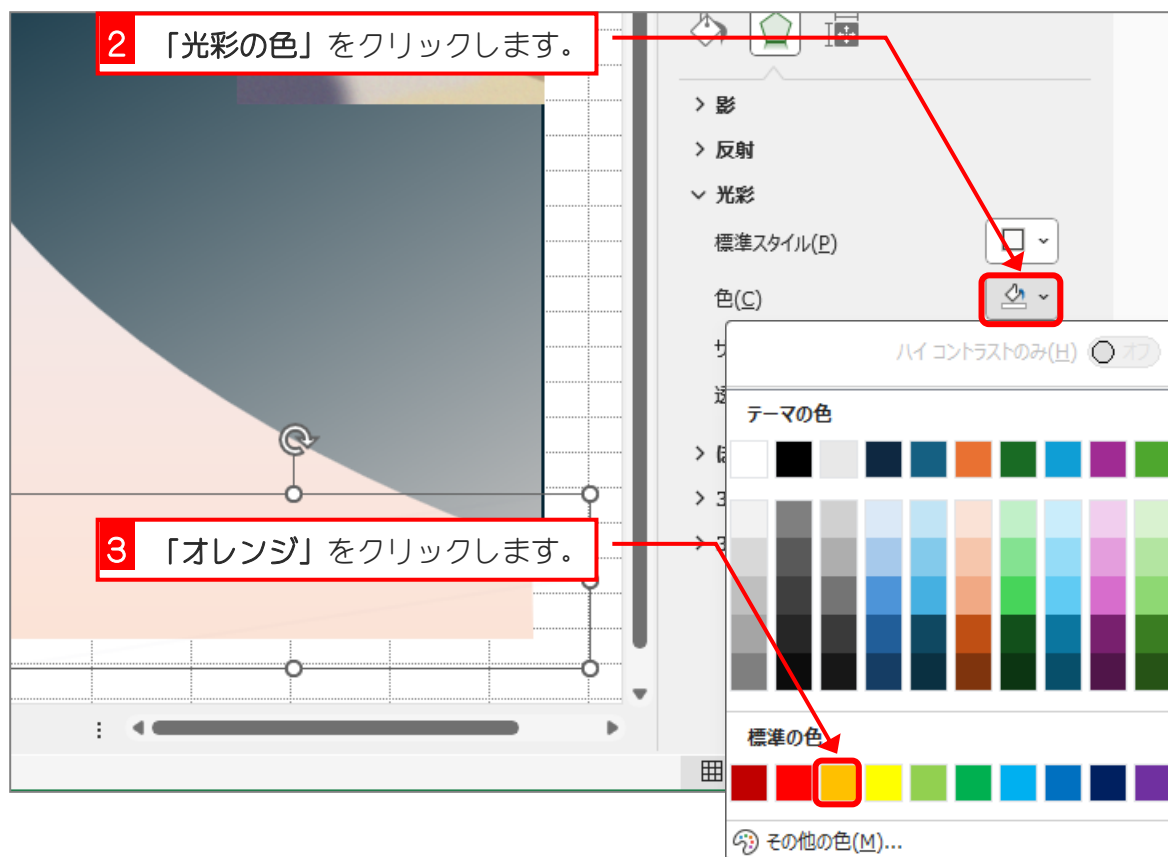 2 「光彩の色」をクリックします。
影
反射
光彩
標準スタイル(P)
色(C)
ハイ コントラストのみ(H) オフ
テーマの色
3 「オレンジ」をクリックします。
標準の色
その他の色(M)...